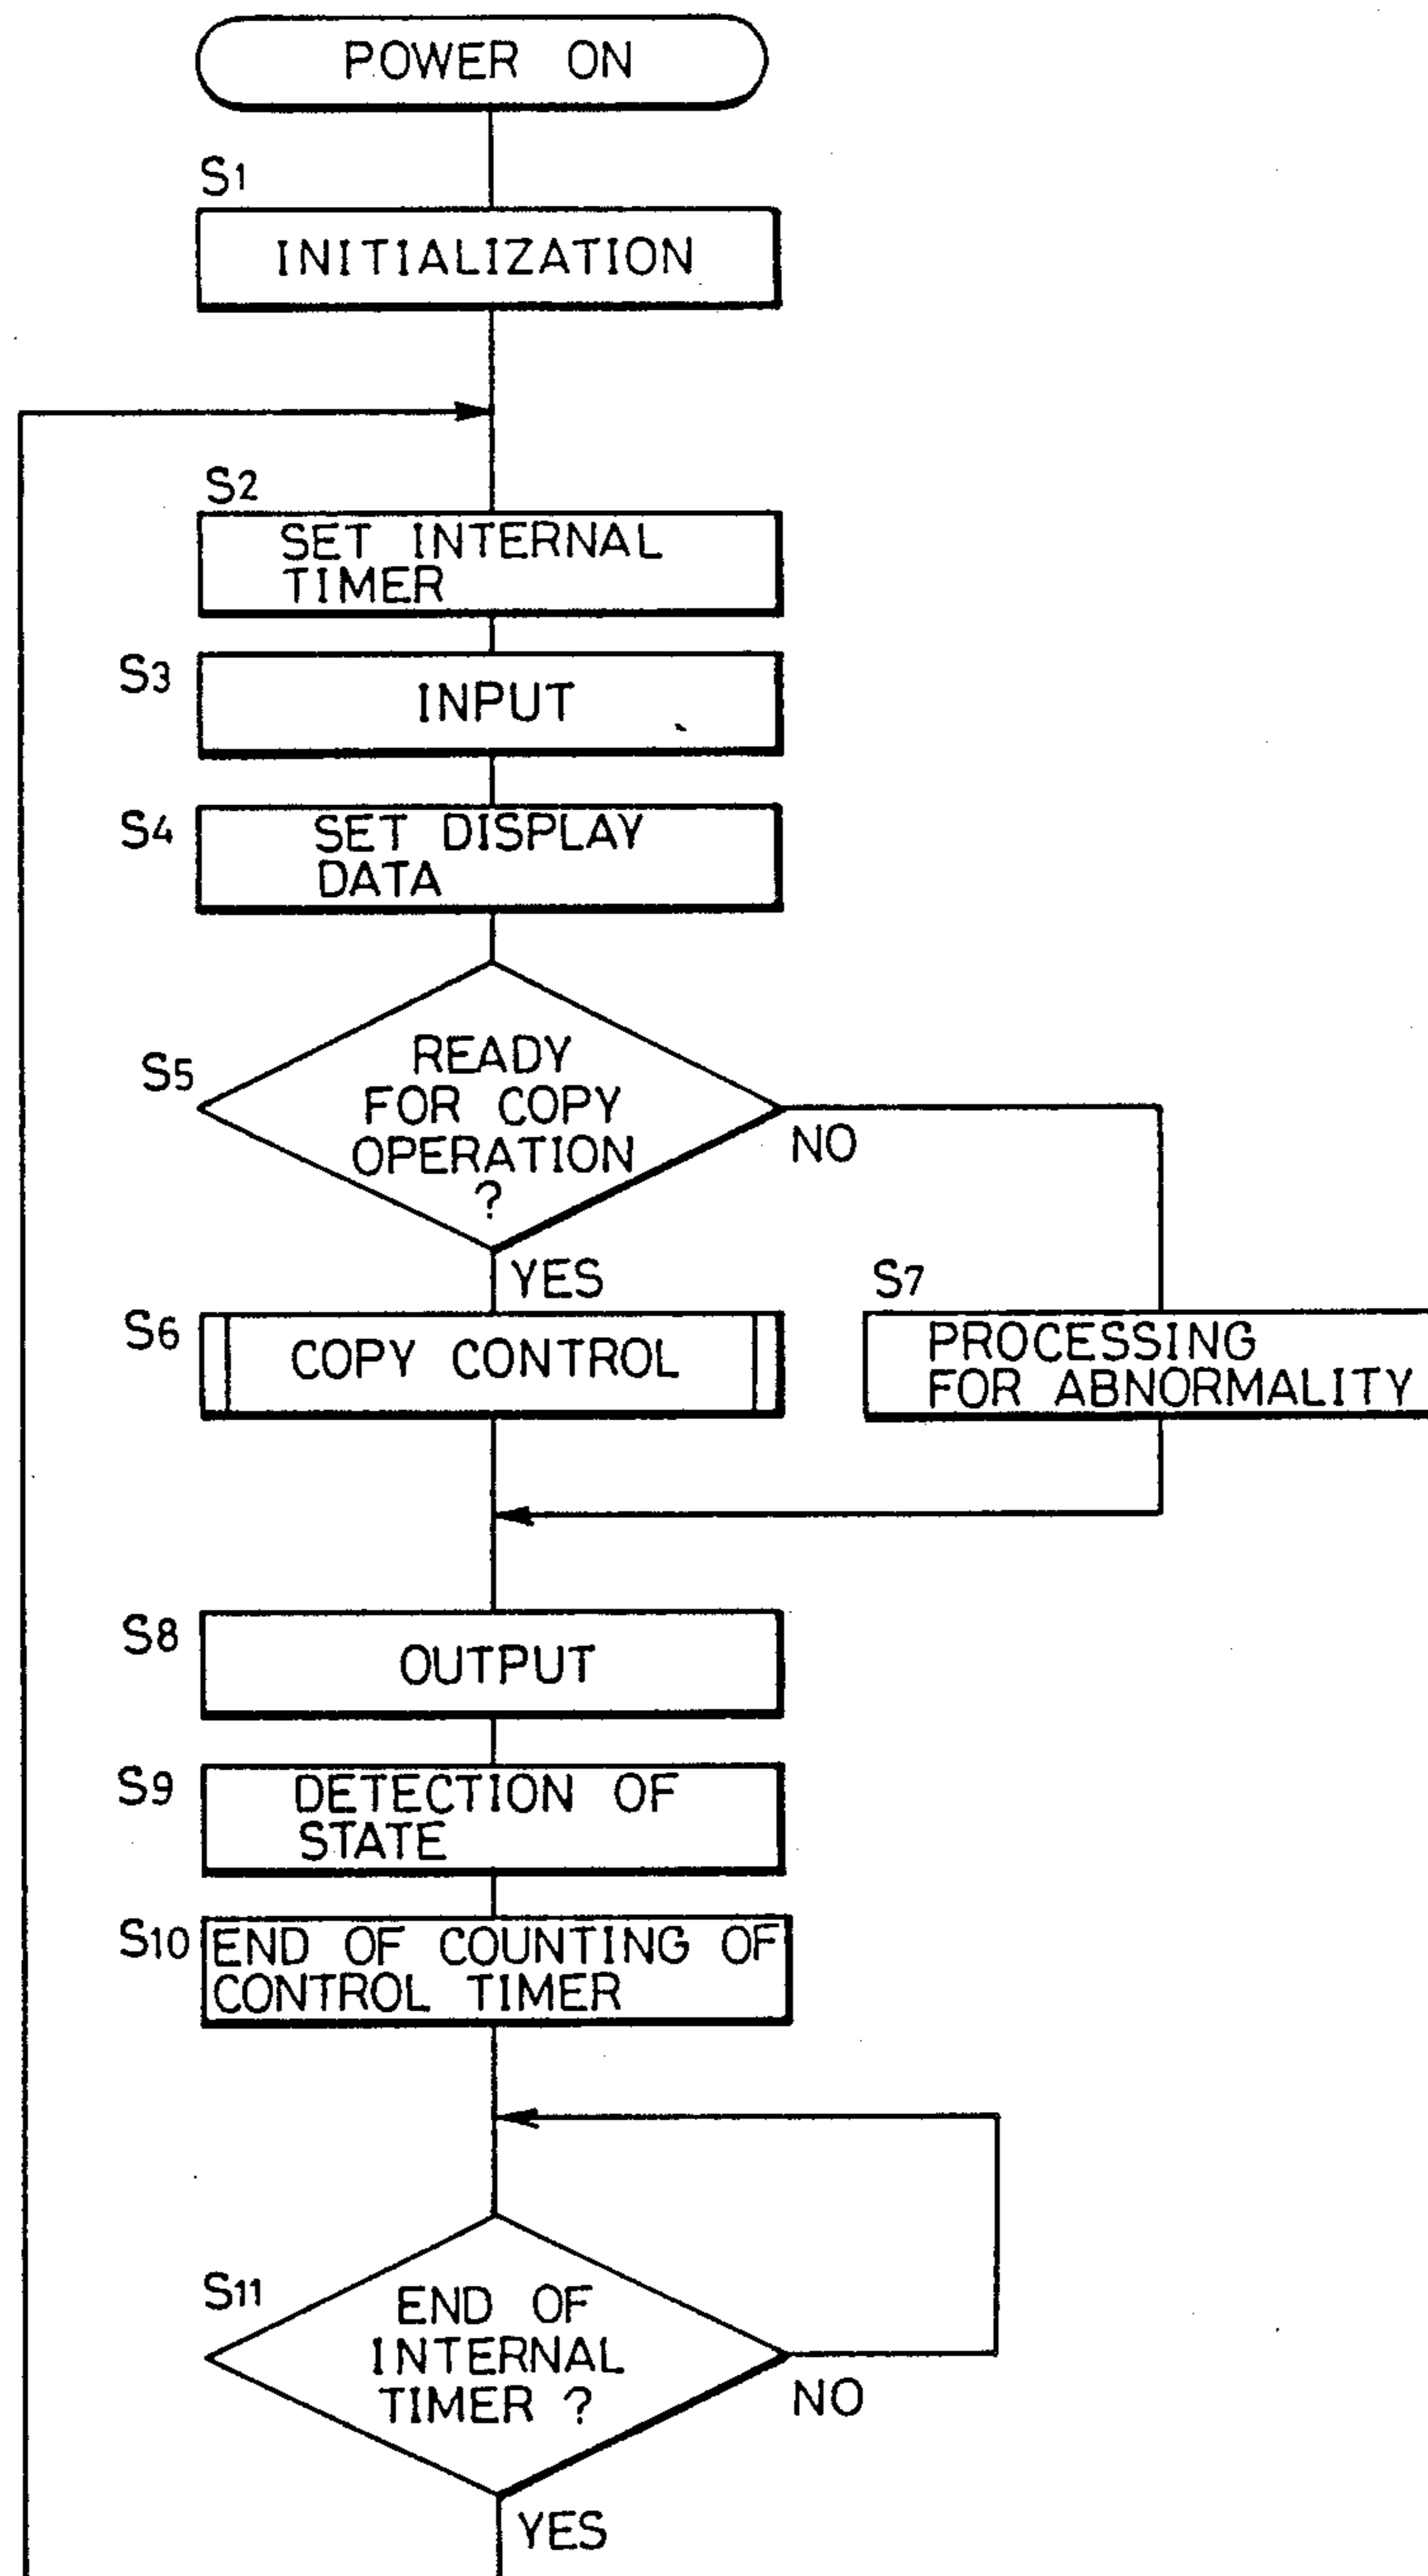 POWER ON
S1
INITIALIZATION
S2
SET INTERNAL
TIMER
S3
INPUT
S4
SET DISPLAY
DATA
S5
READY
FOR COPY
OPERATION
?
NO
YES
S6
COPY CONTROL
S7
PROCESSING
FOR ABNORMALITY
S8
OUTPUT
S9
DETECTION OF
STATE
S10
END OF COUNTING OF
CONTROL TIMER
S11
END OF
INTERNAL
TIMER ?
NO
YES